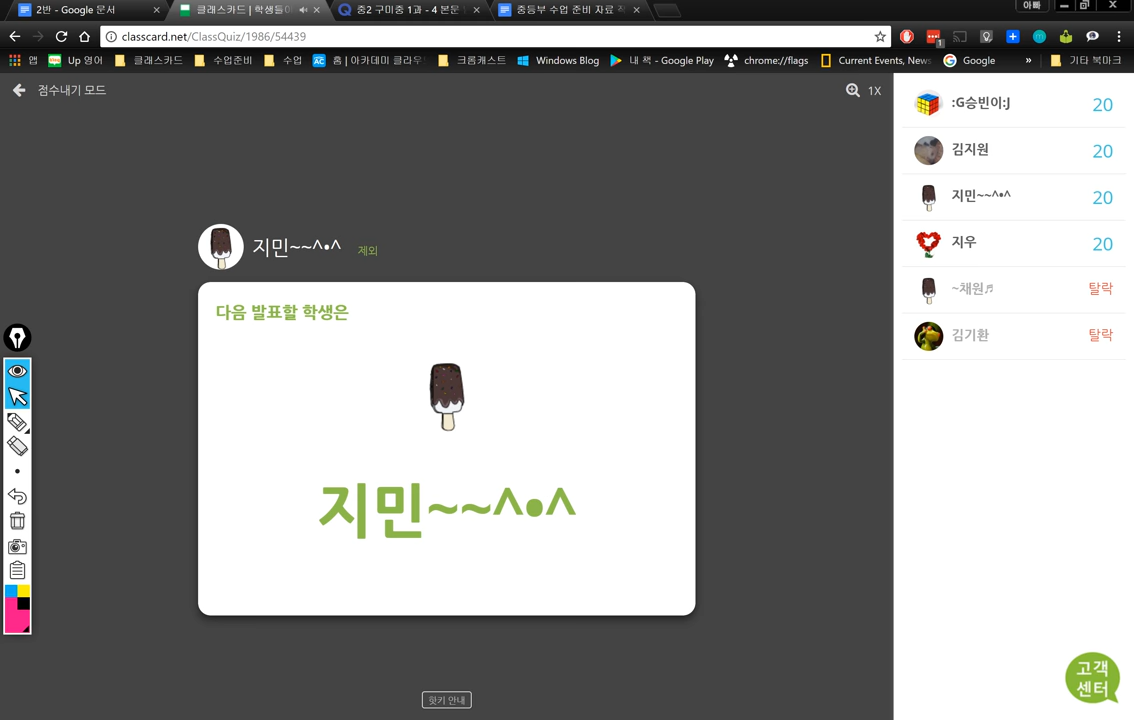 2반 - Google 문서
클래스카드 | 학생들이
중2 구미중 1과 - 4 본문
중등부 수업 준비 자료 작
아빠
classcard.net/ClassQuiz/1986/54439
앱
Up 영어
클래스카드
수업준비
수업
홈 | 아카데미 클라우
크롬캐스트
Windows Blog
내 책 - Google Play
chrome://flags
Current Events, News
Google
»
기타 북마크
점수내기 모드
1X
지민~~^•^ 제외
다음 발표할 학생은
지민~~^•^
핫키 안내
:G승빈이:J 20
김지원 20
지민~~^•^ 20
지우 20
~채원♬ 탈락
김기환 탈락
고객
센터